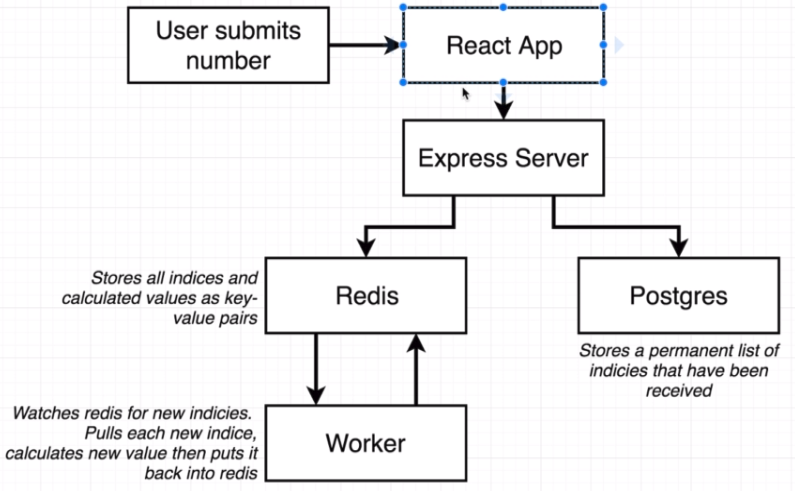 User submits
number
React App
Express Server
Stores all indices and
calculated values as key-
value pairs
Redis
Postgres
Stores a permanent list of
indicies that have been
received
Watches redis for new indicies.
Pulls each new indice,
calculates new value then puts it
back into redis
Worker